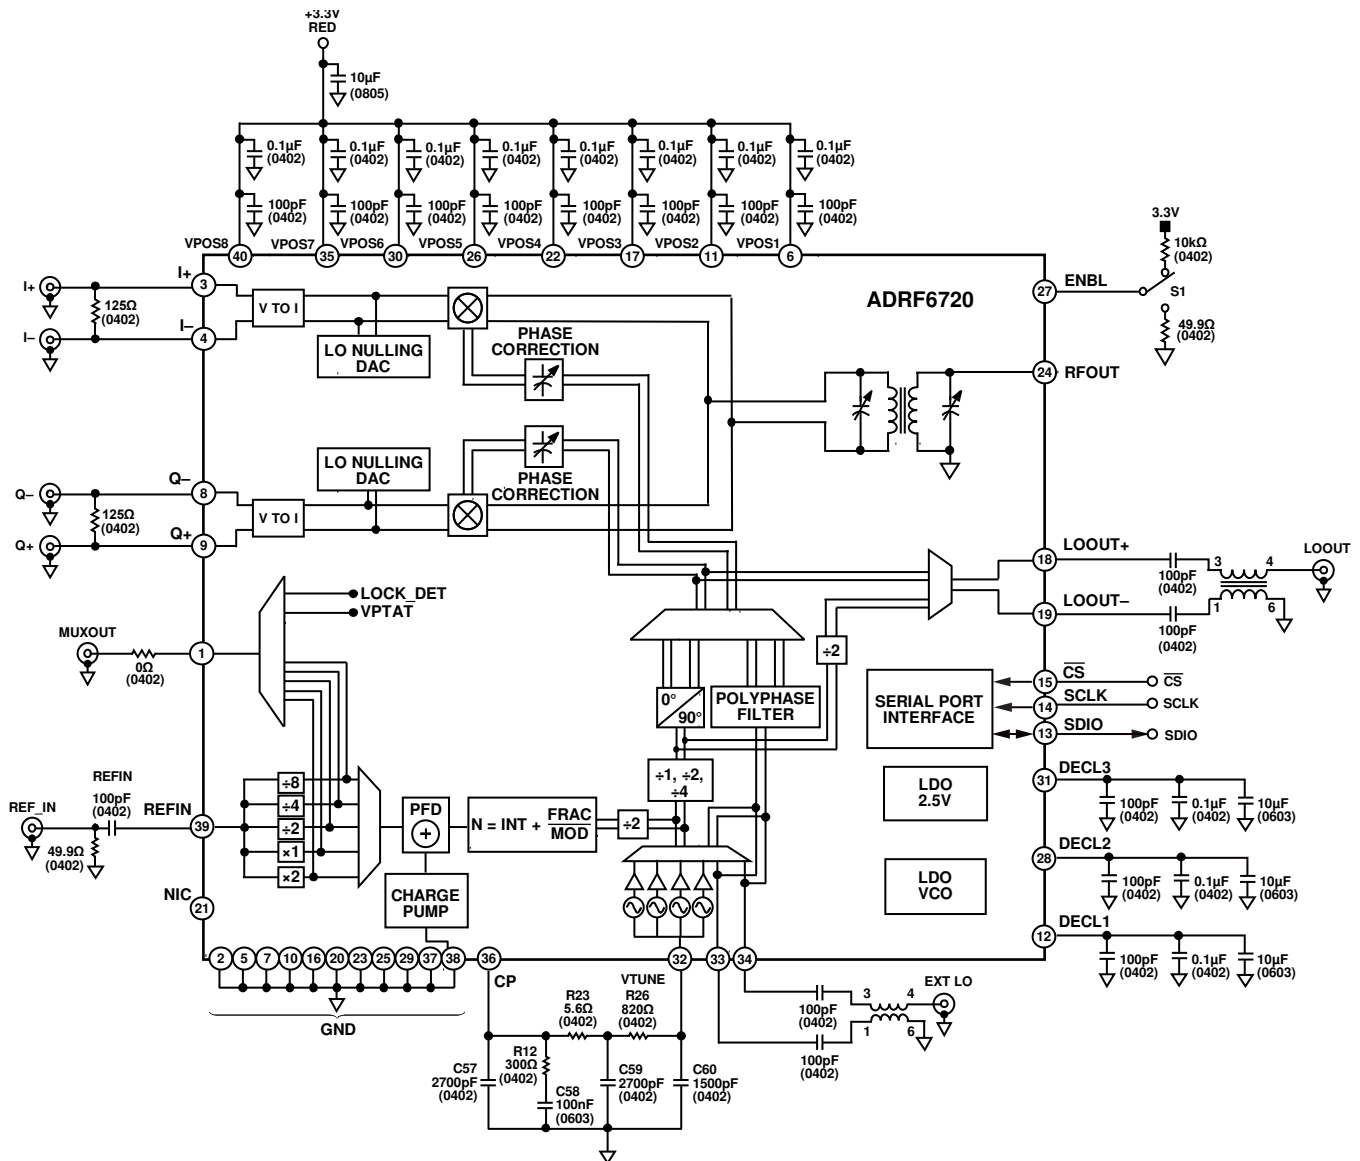 +3.3V
RED
10µF
(0805)
0.1µF
(0402)
0.1µF
(0402)
0.1µF
(0402)
0.1µF
(0402)
0.1µF
(0402)
0.1µF
(0402)
0.1µF
(0402)
0.1µF
(0402)
100pF
(0402)
100pF
(0402)
100pF
(0402)
100pF
(0402)
100pF
(0402)
100pF
(0402)
100pF
(0402)
100pF
(0402)
VPOS8
VPOS7
VPOS6
VPOS5
VPOS4
VPOS3
VPOS2
VPOS1
40
35
30
26
22
17
11
6
3.3V
10kΩ
(0402)
S1
49.9Ω
(0402)
ADRF6720
27
ENBL
24
RFOUT
I+
125Ω
(0402)
I–
I+
3
I–
4
V TO I
LO NULLING
DAC
PHASE
CORRECTION
Q–
125Ω
(0402)
Q+
Q–
8
Q+
9
V TO I
LO NULLING
DAC
PHASE
CORRECTION
18
LOOUT+
19
LOOUT–
100pF
(0402)
100pF
(0402)
3
4
1
6
LOOUT
LOCK_DET
VPTAT
MUXOUT
0Ω
(0402)
1
÷2
0°
90°
POLYPHASE
FILTER
÷1, ÷2,
÷4
SERIAL PORT
INTERFACE
15
CS
CS
14
SCLK
SCLK
13
SDIO
SDIO
LDO
2.5V
LDO
VCO
31
DECL3
100pF
(0402)
0.1µF
(0402)
10µF
(0603)
28
DECL2
100pF
(0402)
0.1µF
(0402)
10µF
(0603)
12
DECL1
100pF
(0402)
0.1µF
(0402)
10µF
(0603)
REF_IN
49.9Ω
(0402)
REFIN
100pF
(0402)
REFIN
39
÷8
÷4
÷2
×1
×2
PFD
+
CHARGE
PUMP
N = INT + FRAC
MOD
÷2
NIC
21
2
5
7
10
16
20
23
25
29
37
38
36
32
33
34
GND
CP
VTUNE
R23
5.6Ω
(0402)
R26
820Ω
(0402)
R12
300Ω
(0402)
C57
2700pF
(0402)
C58
100nF
(0603)
C59
2700pF
(0402)
C60
1500pF
(0402)
100pF
(0402)
100pF
(0402)
3
4
1
6
EXT LO